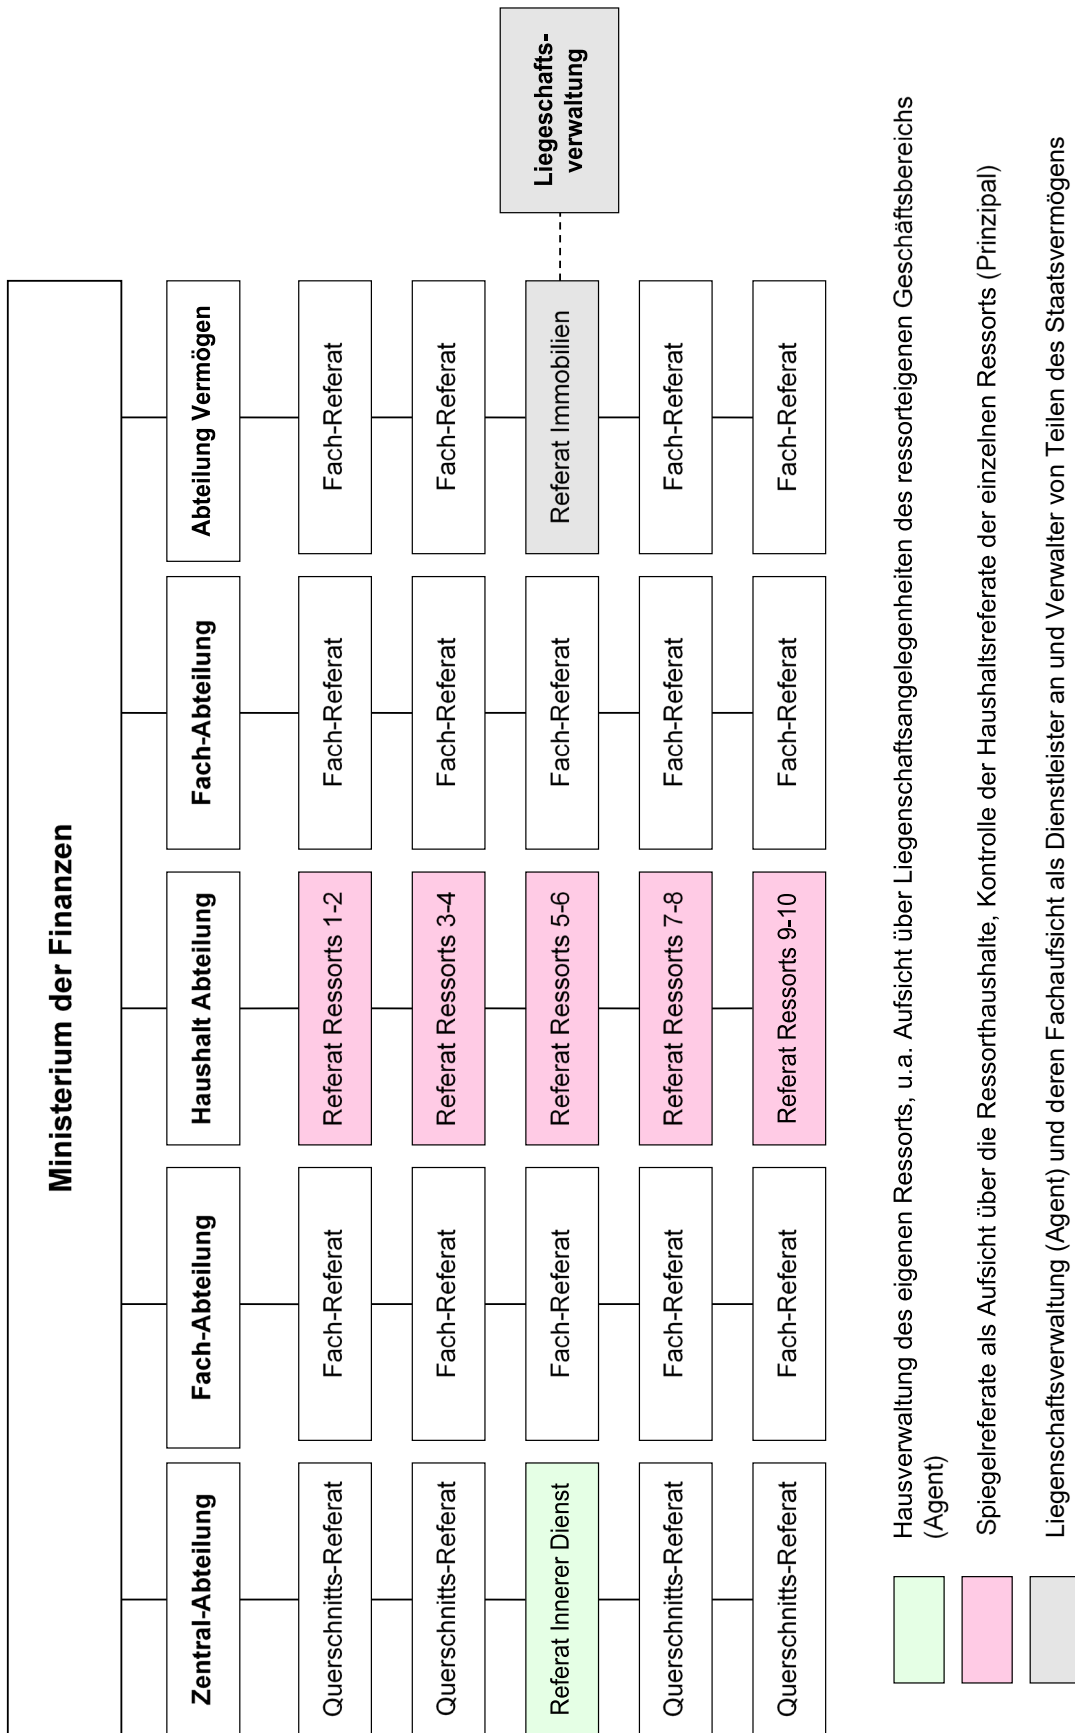 Ministerium der Finanzen
Zentral-Abteilung
Fach-Abteilung
Haushalt Abteilung
Fach-Abteilung
Abteilung Vermögen
Querschnitts-Referat
Fach-Referat
Referat Ressorts 1-2
Fach-Referat
Fach-Referat
Querschnitts-Referat
Fach-Referat
Referat Ressorts 3-4
Fach-Referat
Fach-Referat
Referat Innerer Dienst
Fach-Referat
Referat Ressorts 5-6
Fach-Referat
Referat Immobilien
Liegeschafts-
verwaltung
Querschnitts-Referat
Fach-Referat
Referat Ressorts 7-8
Fach-Referat
Fach-Referat
Querschnitts-Referat
Fach-Referat
Referat Ressorts 9-10
Fach-Referat
Fach-Referat
Hausverwaltung des eigenen Ressorts, u.a. Aufsicht über Liegenschaftsangelegenheiten des ressorteigenen Geschäftsbereichs
(Agent)
Spiegelreferate als Aufsicht über die Ressorthaushalte, Kontrolle der Haushaltsreferate der einzelnen Ressorts (Prinzipal)
Liegenschaftsverwaltung (Agent) und deren Fachaufsicht als Dienstleister an und Verwalter von Teilen des Staatsvermögens